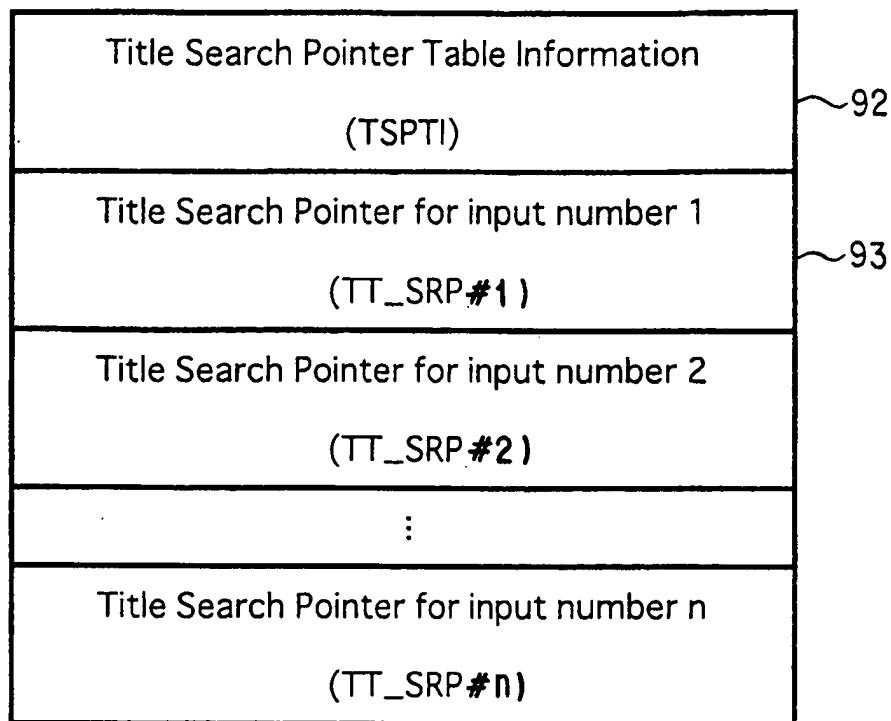 Title Search Pointer Table Information
(TSPTI)
92
Title Search Pointer for input number 1
(TT_SRP#1)
93
Title Search Pointer for input number 2
(TT_SRP#2)
⋮
Title Search Pointer for input number n
(TT_SRP#n)